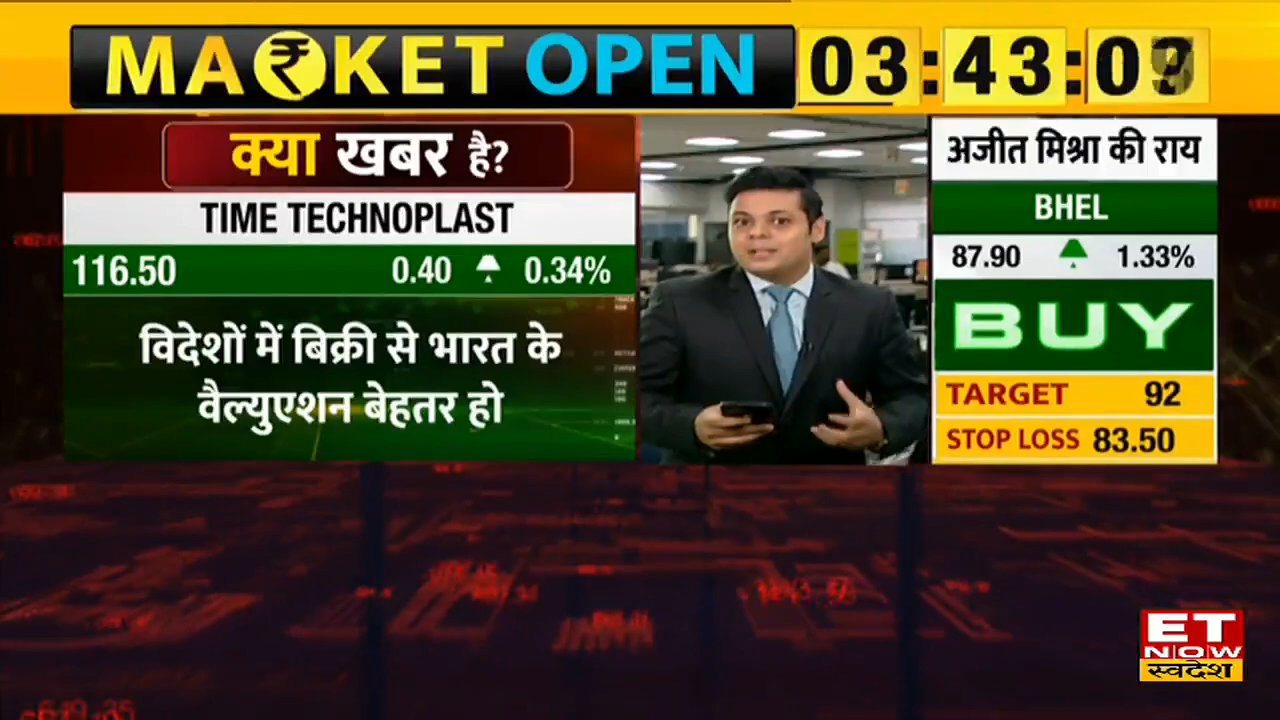 MA₹KET OPEN
03:43:0
क्या खबर है?
TIME TECHNOPLAST
116.50 0.40 0.34%
विदेशों में बिक्री से भारत के
वैल्युएशन बेहतर हो
अजीत मिश्रा की राय
BHEL
87.90 1.33%
BUY
TARGET 92
STOP LOSS 83.50
ET
NOW
स्वदेश